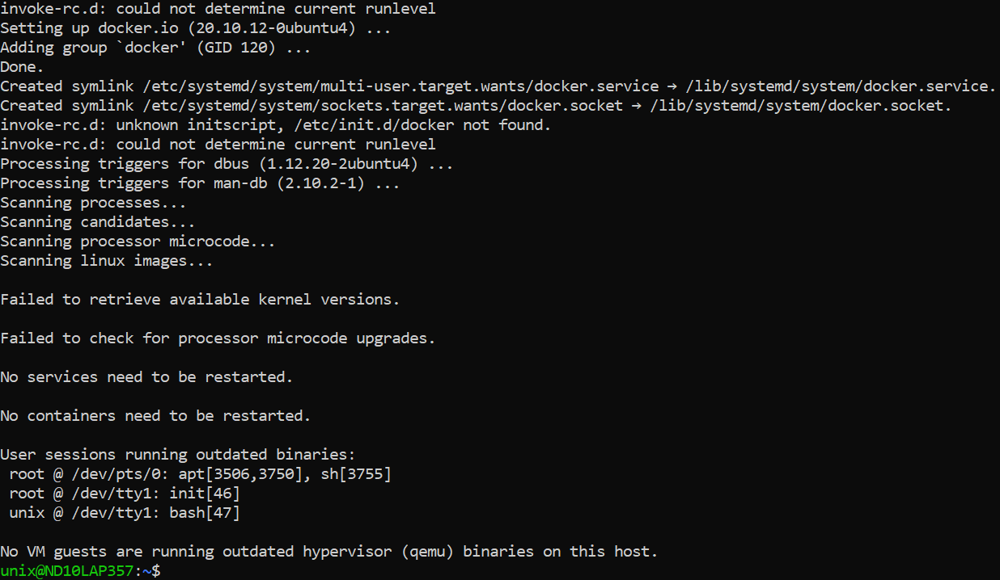 invoke-rc.d: could not determine current runlevel
Setting up docker.io (20.10.12-0ubuntu4) ...
Adding group `docker' (GID 120) ...
Done.
Created symlink /etc/systemd/system/multi-user.target.wants/docker.service → /lib/systemd/system/docker.service.
Created symlink /etc/systemd/system/sockets.target.wants/docker.socket → /lib/systemd/system/docker.socket.
invoke-rc.d: unknown initscript, /etc/init.d/docker not found.
invoke-rc.d: could not determine current runlevel
Processing triggers for dbus (1.12.20-2ubuntu4) ...
Processing triggers for man-db (2.10.2-1) ...
Scanning processes...
Scanning candidates...
Scanning processor microcode...
Scanning linux images...

Failed to retrieve available kernel versions.

Failed to check for processor microcode upgrades.

No services need to be restarted.

No containers need to be restarted.

User sessions running outdated binaries:
 root @ /dev/pts/0: apt[3506,3750], sh[3755]
 root @ /dev/tty1: init[46]
 unix @ /dev/tty1: bash[47]

No VM guests are running outdated hypervisor (qemu) binaries on this host.
unix@ND10LAP357:~$